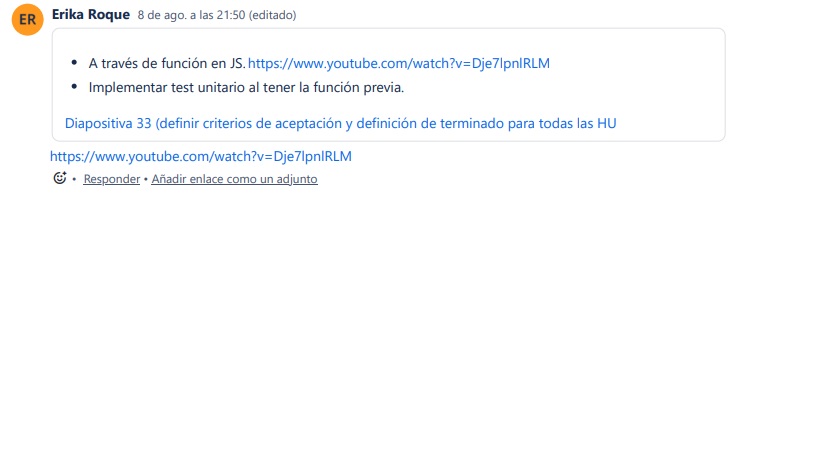 ER Erika Roque 8 de ago. a las 21:50 (editado)
• A través de función en JS. https://www.youtube.com/watch?v=Dje7lpnlRLM
• Implementar test unitario al tener la función previa.
Diapositiva 33 (definir criterios de aceptación y definición de terminado para todas las HU
https://www.youtube.com/watch?v=Dje7lpnlRLM
• Responder • Añadir enlace como un adjunto